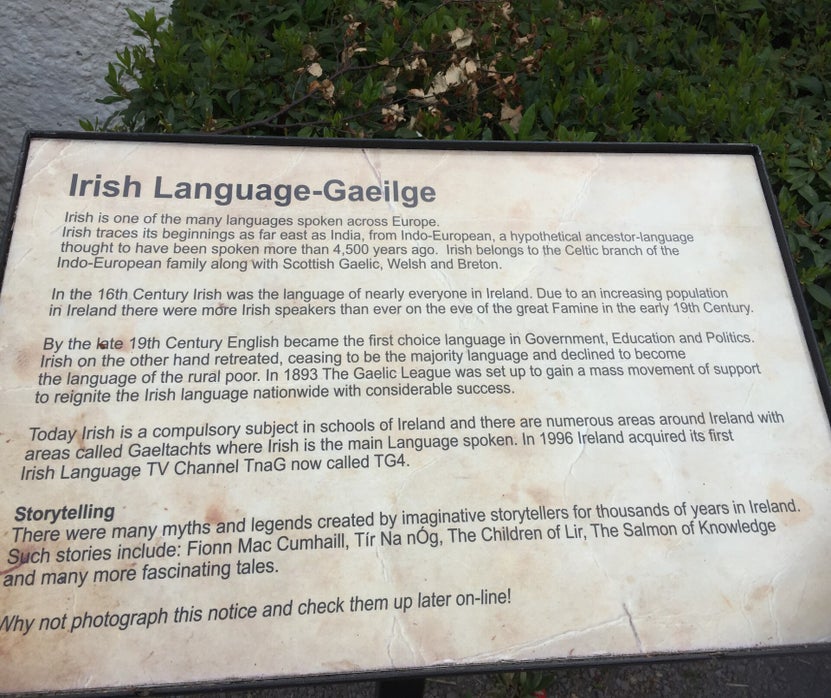 Irish Language-Gaeilge
Irish is one of the many languages spoken across Europe.
Irish traces its beginnings as far east as India, from Indo-European, a hypothetical ancestor-language
thought to have been spoken more than 4,500 years ago. Irish belongs to the Celtic branch of the
Indo-European family along with Scottish Gaelic, Welsh and Breton.
In the 16th Century Irish was the language of nearly everyone in Ireland. Due to an increasing population
in Ireland there were more Irish speakers than ever on the eve of the great Famine in the early 19th Century.
By the late 19th Century English became the first choice language in Government, Education and Politics.
Irish on the other hand retreated, ceasing to be the majority language and declined to become
the language of the rural poor. In 1893 The Gaelic League was set up to gain a mass movement of support
to reignite the Irish language nationwide with considerable success.
Today Irish is a compulsory subject in schools of Ireland and there are numerous areas around Ireland with
areas called Gaeltachts where Irish is the main Language spoken. In 1996 Ireland acquired its first
Irish Language TV Channel TnaG now called TG4.
Storytelling
There were many myths and legends created by imaginative storytellers for thousands of years in Ireland.
Such stories include: Fionn Mac Cumhaill, Tír Na nÓg, The Children of Lir, The Salmon of Knowledge
and many more fascinating tales.
Why not photograph this notice and check them up later on-line!